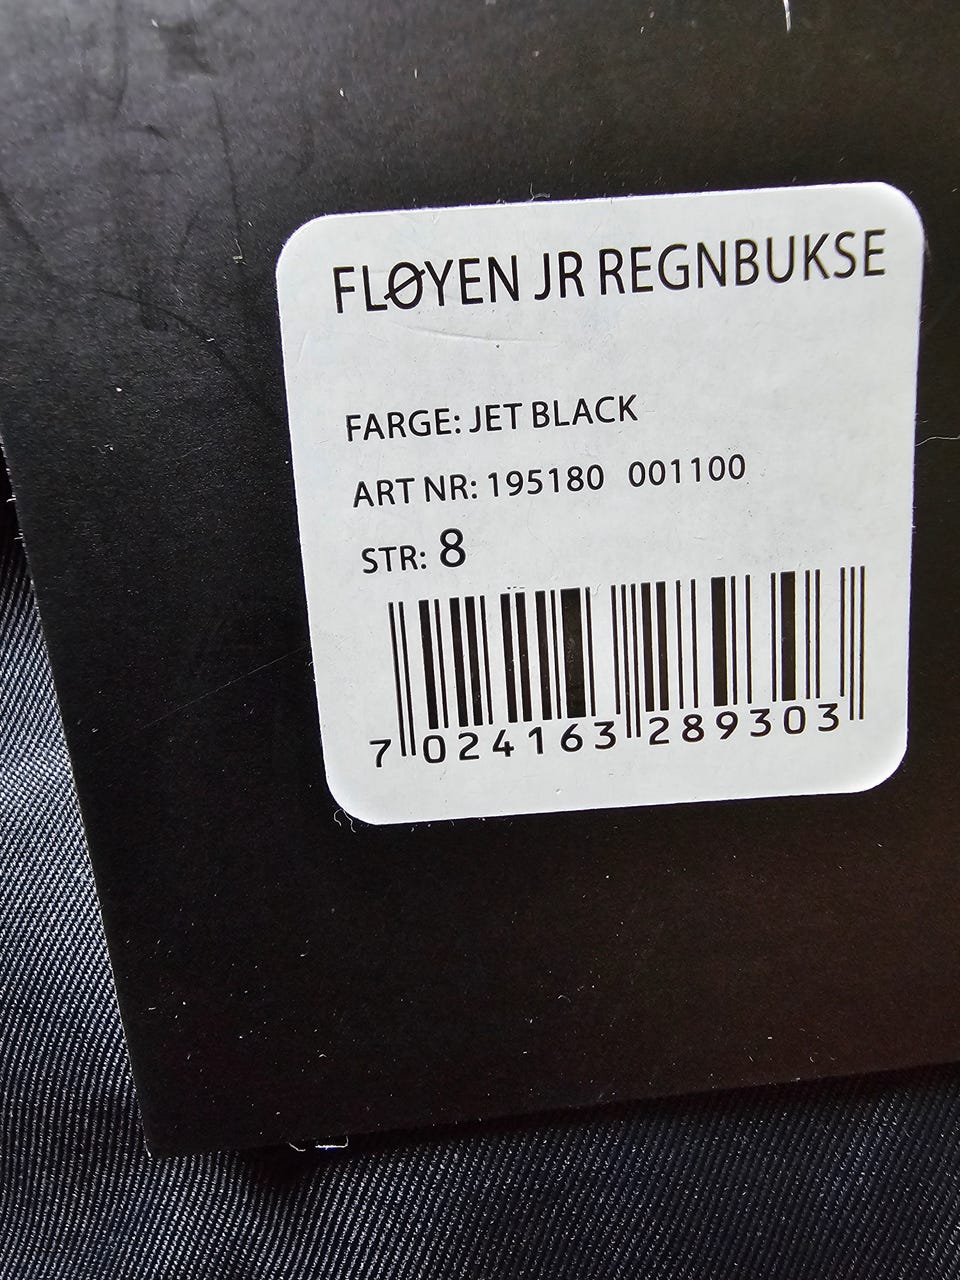 FLØYEN JR REGNBUKSE
FARGE: JET BLACK
ART NR: 195180 001100
STR: 8
7 024163 289303